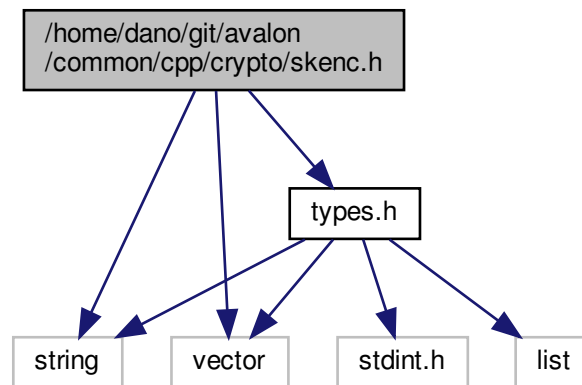 /home/dano/git/avalon
/common/cpp/crypto/skenc.h
types.h
string
vector
stdint.h
list